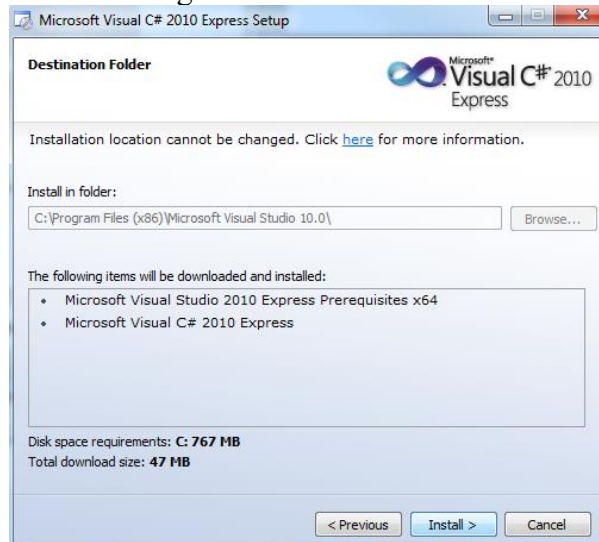 Microsoft Visual C# 2010 Express Setup
Destination Folder
Microsoft®
Visual C# 2010
Express
Installation location cannot be changed. Click here for more information.
Install in folder:
C:\Program Files (x86)\Microsoft Visual Studio 10.0\
Browse...
The following items will be downloaded and installed:
• Microsoft Visual Studio 2010 Express Prerequisites x64
• Microsoft Visual C# 2010 Express
Disk space requirements: C: 767 MB
Total download size: 47 MB
< Previous Install > Cancel